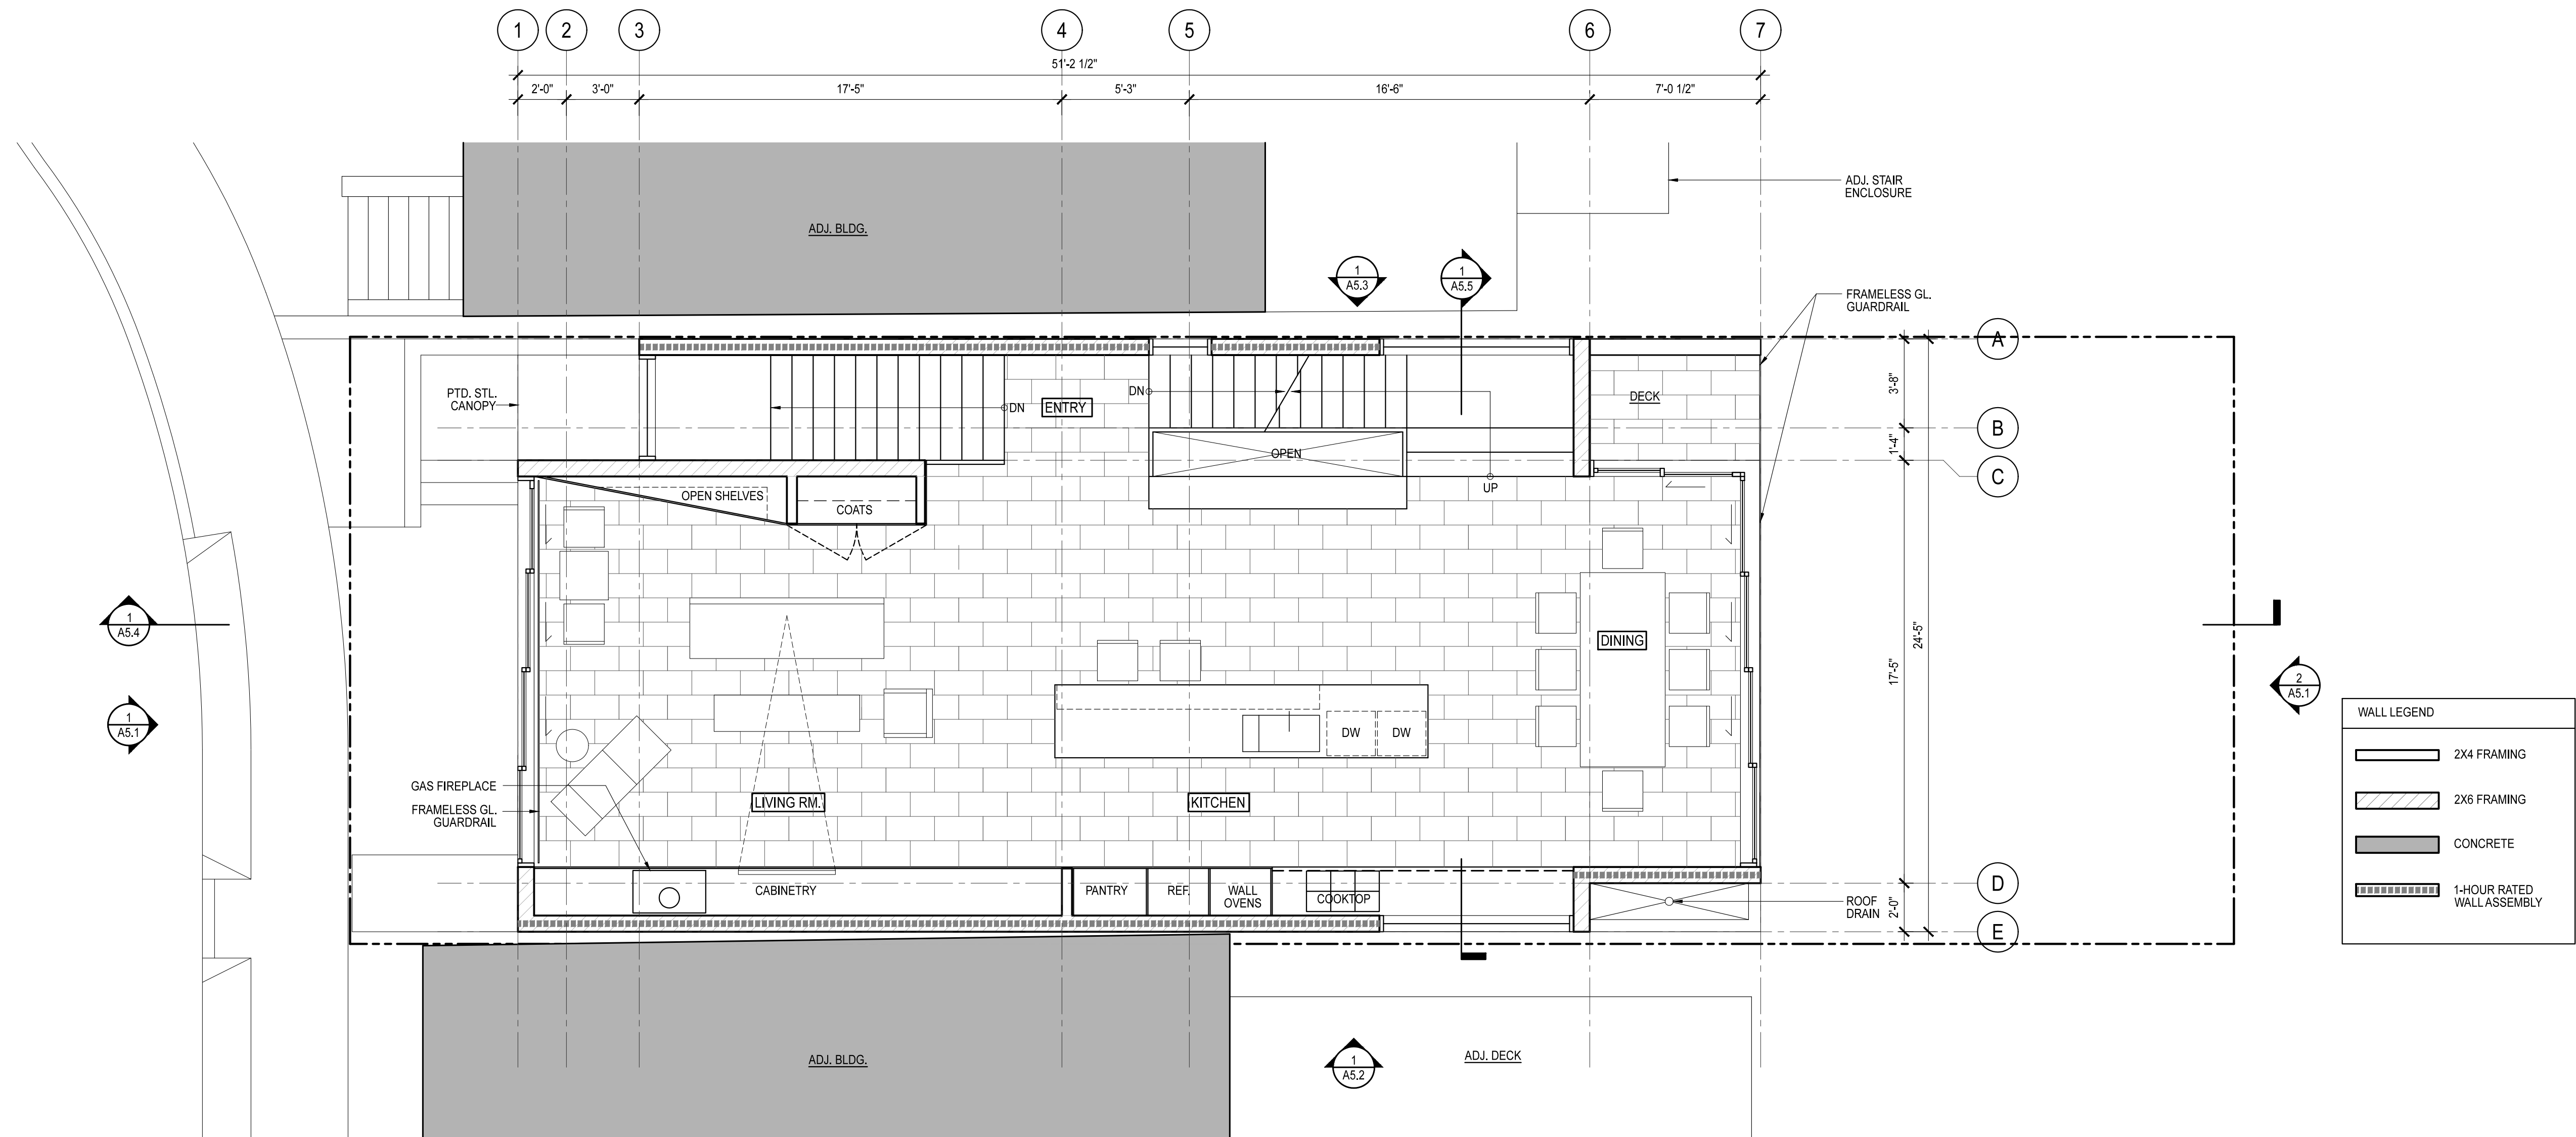 1
2
3
4
5
6
7
51'-2 1/2"
2'-0"
3'-0"
17'-5"
5'-3"
16'-6"
7'-0 1/2"
ADJ. STAIR
ENCLOSURE
ADJ. BLDG.
1
A5.3
1
A5.5
FRAMELESS GL.
GUARDRAIL
A
PTD. STL.
CANOPY
DN
ENTRY
DN
DECK
3'-8"
B
1'-4"
OPEN
C
UP
OPEN SHELVES
COATS
1
A5.4
DINING
24'-5"
17'-5"
2
A5.1
1
A5.1
DW
DW
WALL LEGEND
2X4 FRAMING
2X6 FRAMING
CONCRETE
1-HOUR RATED
WALL ASSEMBLY
GAS FIREPLACE
FRAMELESS GL.
GUARDRAIL
LIVING RM.
KITCHEN
CABINETRY
PANTRY
REF.
WALL
OVENS
COOKTOP
ROOF
DRAIN
D
2'-0"
E
ADJ. BLDG.
1
A5.2
ADJ. DECK